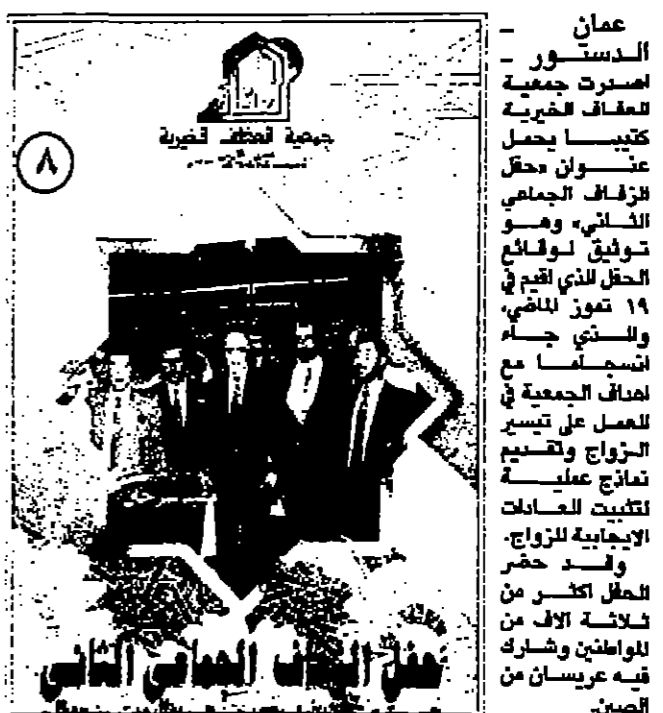 عمان –
الدستور –
اصدرت جمعية
العفاف الخيرية
كتيبا يحمل
عنوان «حفل
الزفاف الجماعي
الثاني» وهو
توثيق لوقائع
الحفل الذي اقيم في
١٩ تموز الماضي،
والذي جاء
انسجاما مع
اهداف الجمعية في
العمل على تيسير
الزواج وتقديم
نماذج عملية
لتثبيت العادات
الايجابية للزواج.
وقد حضر
الحفل اكثر من
ثلاثة آلاف من
المواطنين وشارك
فيه عريسان من
الصين.
جمعية العفاف الخيرية
٨
حفل الزفاف الجماعي الثاني